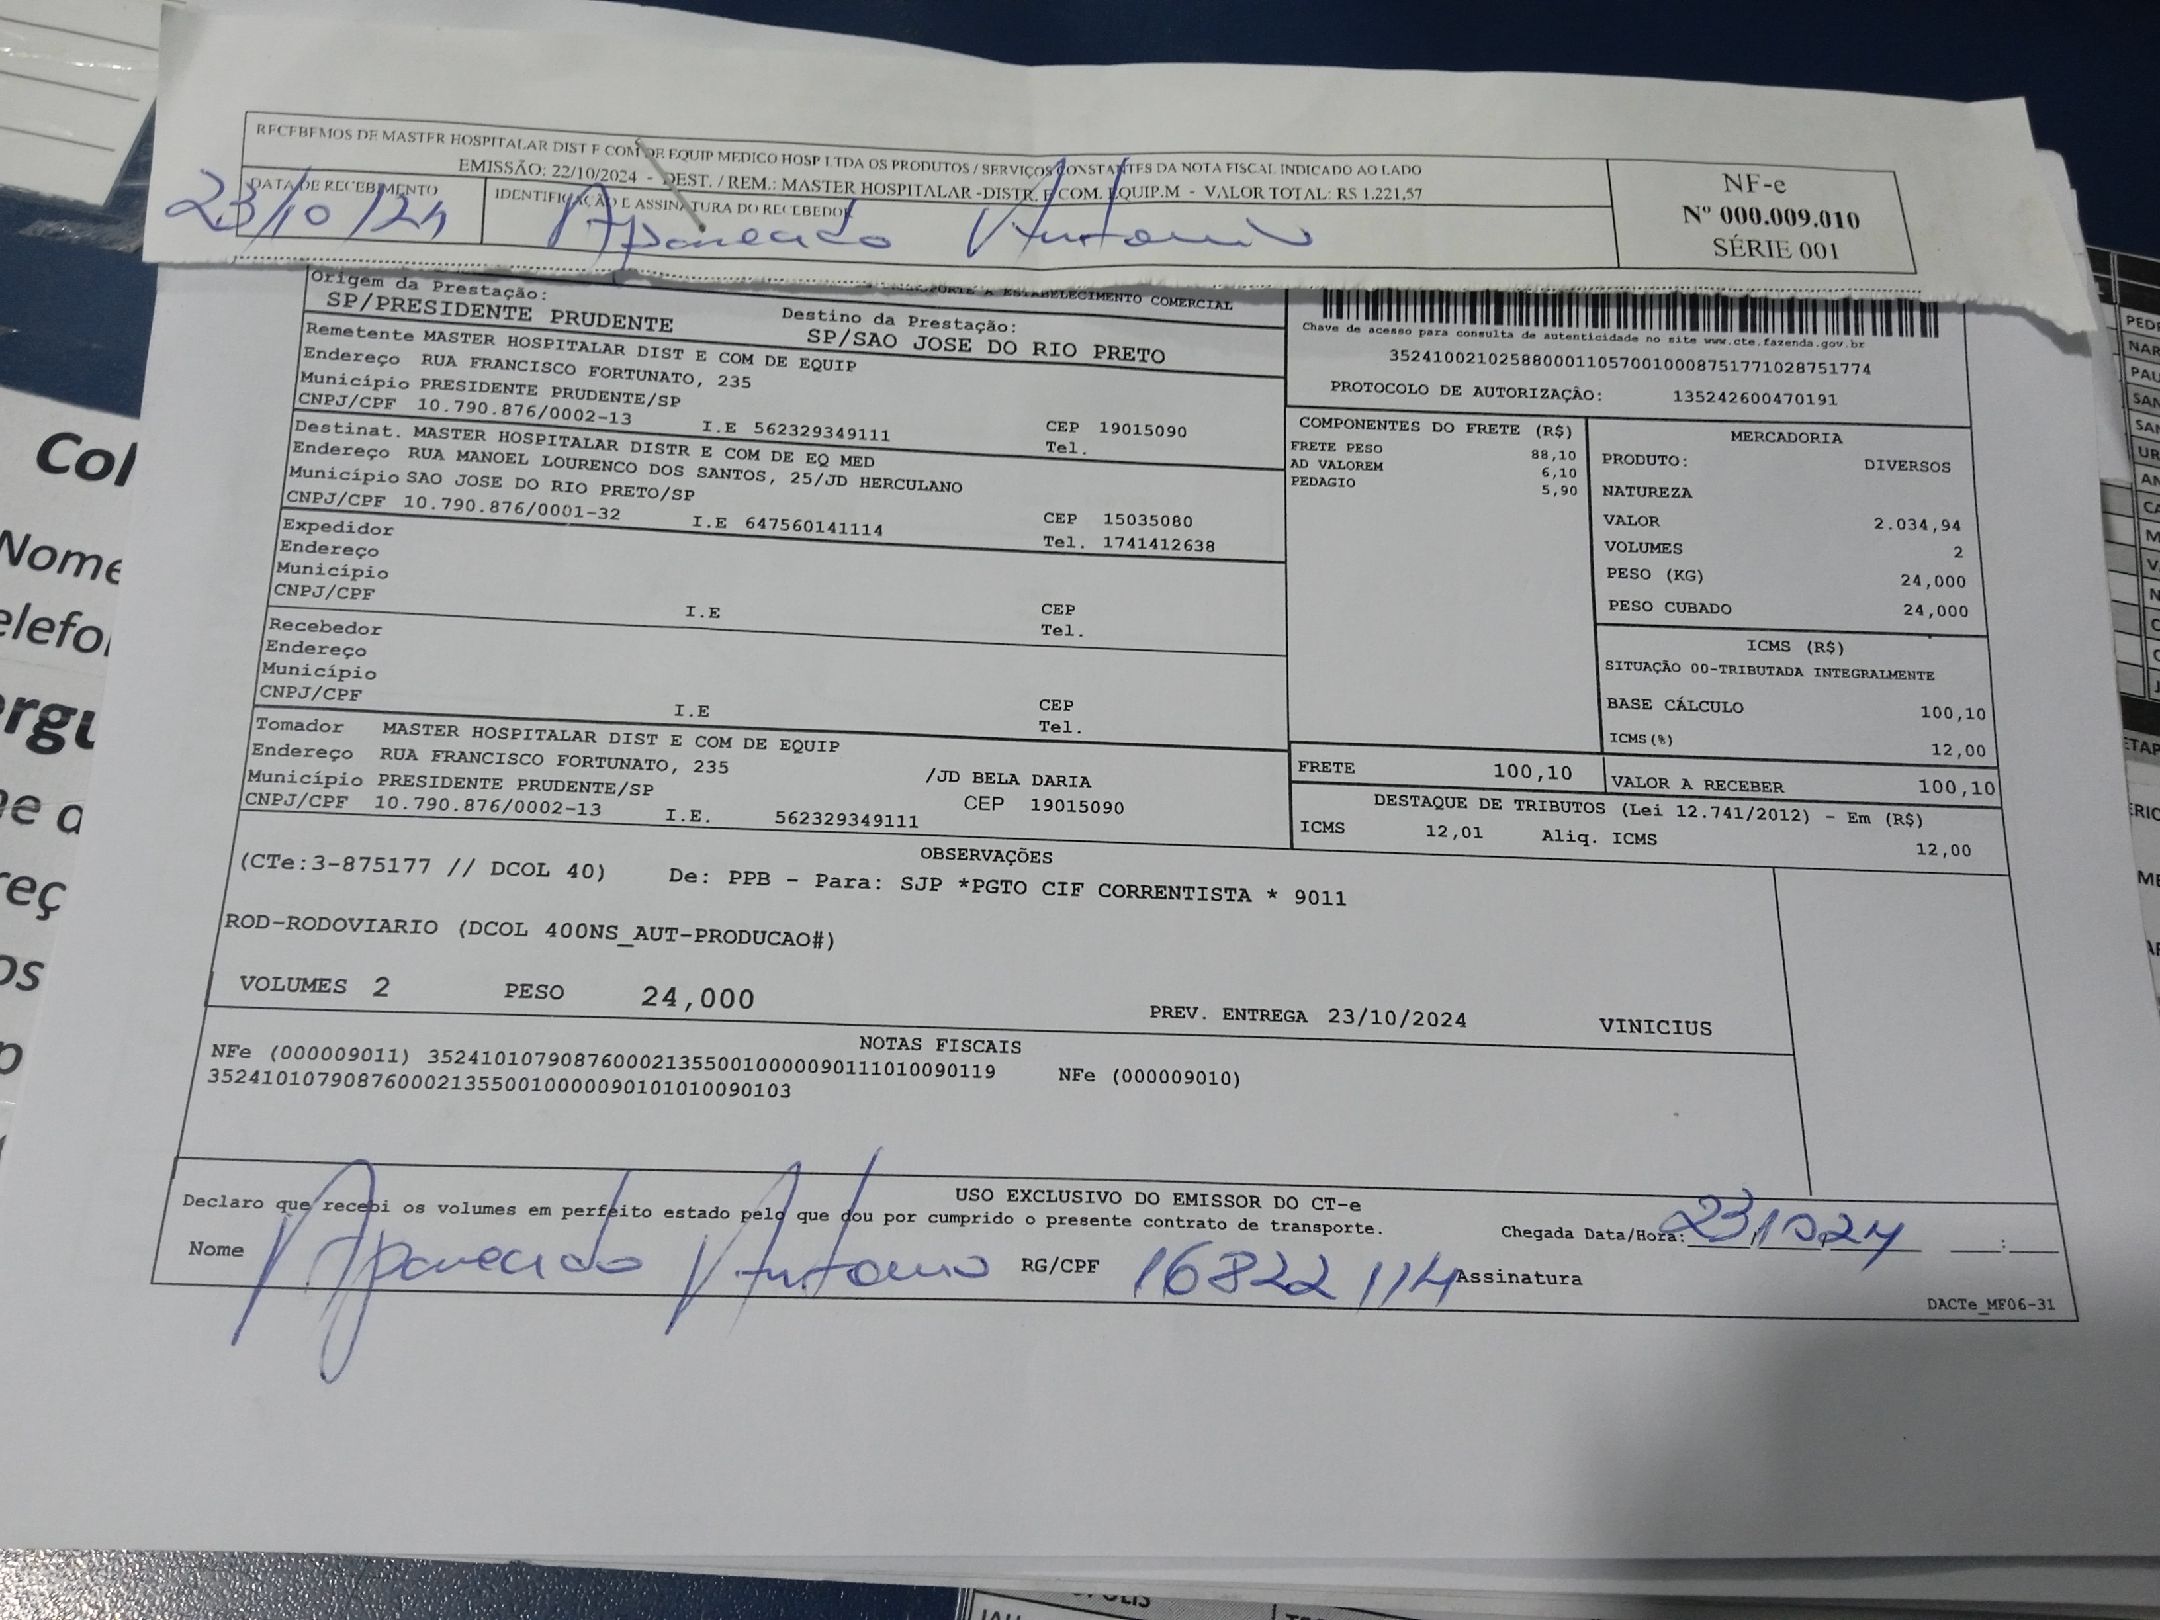 RECEBEMOS DE MASTER HOSPITALAR DIST E COM DE EQUIP MEDICO HOSP LTDA OS PRODUTOS / SERVIÇOS CONSTANTES DA NOTA FISCAL INDICADO AO LADO
EMISSÃO: 22/10/2024 - DEST. / REM.: MASTER HOSPITALAR -DISTR. E COM. EQUIP.M - VALOR TOTAL: R$ 1.221,57
NF-e
Nº 000.009.010
SÉRIE 001
DATA DE RECEBIMENTO
23/10/24
IDENTIFICAÇÃO E ASSINATURA DO RECEBEDOR
Aparecido Antonio
A ESTABELECIMENTO COMERCIAL
Origem da Prestação:
SP/PRESIDENTE PRUDENTE
Destino da Prestação:
SP/SAO JOSE DO RIO PRETO
Chave de acesso para consulta de autenticidade no site www.cte.fazenda.gov.br
35241002102588000110570010008751771028751774
PROTOCOLO DE AUTORIZAÇÃO: 135242600470191
Remetente MASTER HOSPITALAR DIST E COM DE EQUIP
Endereço RUA FRANCISCO FORTUNATO, 235
Município PRESIDENTE PRUDENTE/SP
CNPJ/CPF 10.790.876/0002-13 I.E 562329349111 CEP 19015090
Tel.
Destinat. MASTER HOSPITALAR DISTR E COM DE EQ MED
Endereço RUA MANOEL LOURENCO DOS SANTOS, 25/JD HERCULANO
Município SAO JOSE DO RIO PRETO/SP
CNPJ/CPF 10.790.876/0001-32 I.E 647560141114 CEP 15035080
Tel. 1741412638
Expedidor
Endereço
Município
CNPJ/CPF I.E CEP
Tel.
Recebedor
Endereço
Município
CNPJ/CPF I.E CEP
Tel.
Tomador MASTER HOSPITALAR DIST E COM DE EQUIP
Endereço RUA FRANCISCO FORTUNATO, 235 /JD BELA DARIA
Município PRESIDENTE PRUDENTE/SP CEP 19015090
CNPJ/CPF 10.790.876/0002-13 I.E. 562329349111
COMPONENTES DO FRETE (R$)
FRETE PESO 88,10
AD VALOREM 6,10
PEDAGIO 5,90
MERCADORIA
PRODUTO: DIVERSOS
NATUREZA
VALOR 2.034,94
VOLUMES 2
PESO (KG) 24,000
PESO CUBADO 24,000
ICMS (R$)
SITUAÇÃO 00-TRIBUTADA INTEGRALMENTE
BASE CÁLCULO 100,10
ICMS(%) 12,00
FRETE 100,10
VALOR A RECEBER 100,10
DESTAQUE DE TRIBUTOS (Lei 12.741/2012) - Em (R$)
ICMS 12,01 Aliq. ICMS 12,00
OBSERVAÇÕES
(CTe:3-875177 // DCOL 40) De: PPB - Para: SJP *PGTO CIF CORRENTISTA * 9011
ROD-RODOVIARIO (DCOL 400NS_AUT-PRODUCAO#)
VOLUMES 2 PESO 24,000 PREV. ENTREGA 23/10/2024 VINICIUS
NOTAS FISCAIS
NFe (000009011) 35241010790876000213550010000090111010090119 NFe (000009010)
35241010790876000213550010000090101010090103
USO EXCLUSIVO DO EMISSOR DO CT-e
Declaro que recebi os volumes em perfeito estado pelo que dou por cumprido o presente contrato de transporte.
Chegada Data/Hora: 23/10/24 :
Nome Aparecido Antonio RG/CPF 16822114 Assinatura
DACTe_MF06-31
Col
Nome